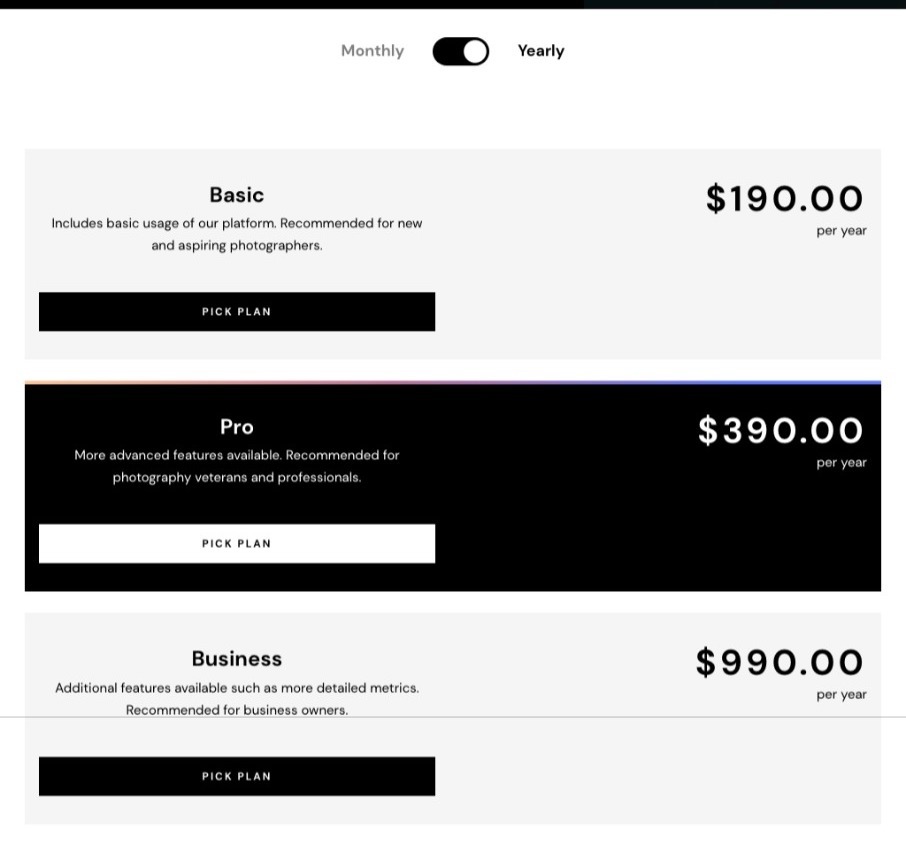 Monthly
Yearly
Basic
Includes basic usage of our platform. Recommended for new
and aspiring photographers.
PICK PLAN
$190.00
per year
Pro
More advanced features available. Recommended for
photography veterans and professionals.
PICK PLAN
$390.00
per year
Business
Additional features available such as more detailed metrics.
Recommended for business owners.
PICK PLAN
$990.00
per year